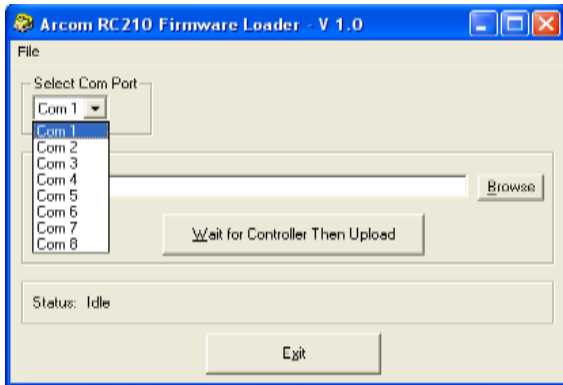 Arcom RC210 Firmware Loader - V 1.0
File
Select Com Port
Com 1
Com 1
Com 2
Com 3
Com 4
Com 5
Com 6
Com 7
Com 8
Browse
Wait for Controller Then Upload
Status: Idle
Exit